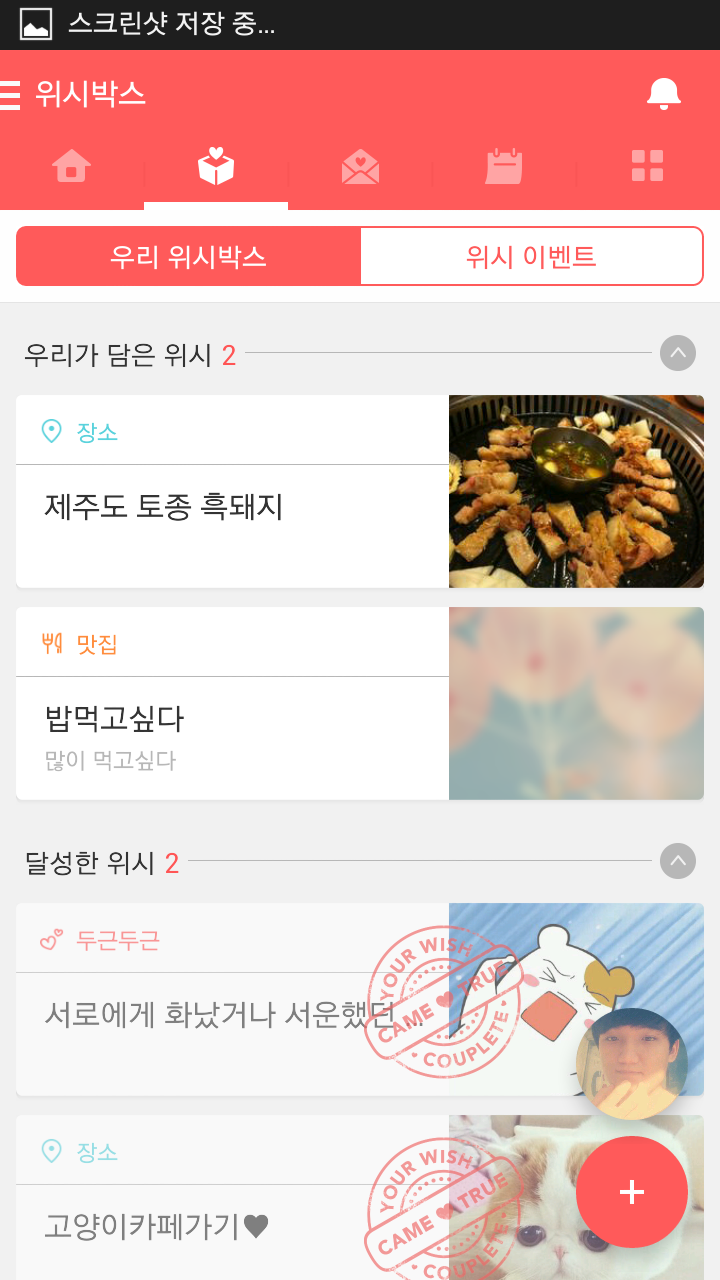 스크린샷 저장 중...
위시박스
우리 위시박스
위시 이벤트
우리가 담은 위시 2
장소
제주도 토종 흑돼지
맛집
밥먹고싶다
많이 먹고싶다
달성한 위시 2
두근두근
서로에게 화났거나 서운했던 ...
YOUR WISH
CAME TRUE
COUPLETE
장소
고양이카페가기♥
YOUR WISH
CAME TRUE
COUPLETE
+